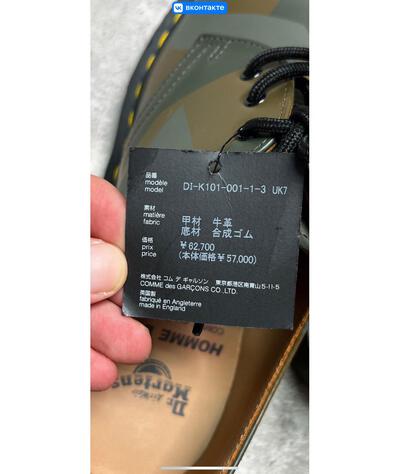 вконтакте
品番
modèle
model
DI-K101-001-1-3 UK7
素材
matière
fabric
甲材 牛革
底材 合成ゴム
価格
prix
price
¥62,700
(本体価格¥57,000)
株式会社 コム デ ギャルソン 東京都港区南青山5-11-5
COMME des GARÇONS CO.,LTD.
英国製
fabriqué en Angleterre
made in England
HOMME
Dr.
Martens